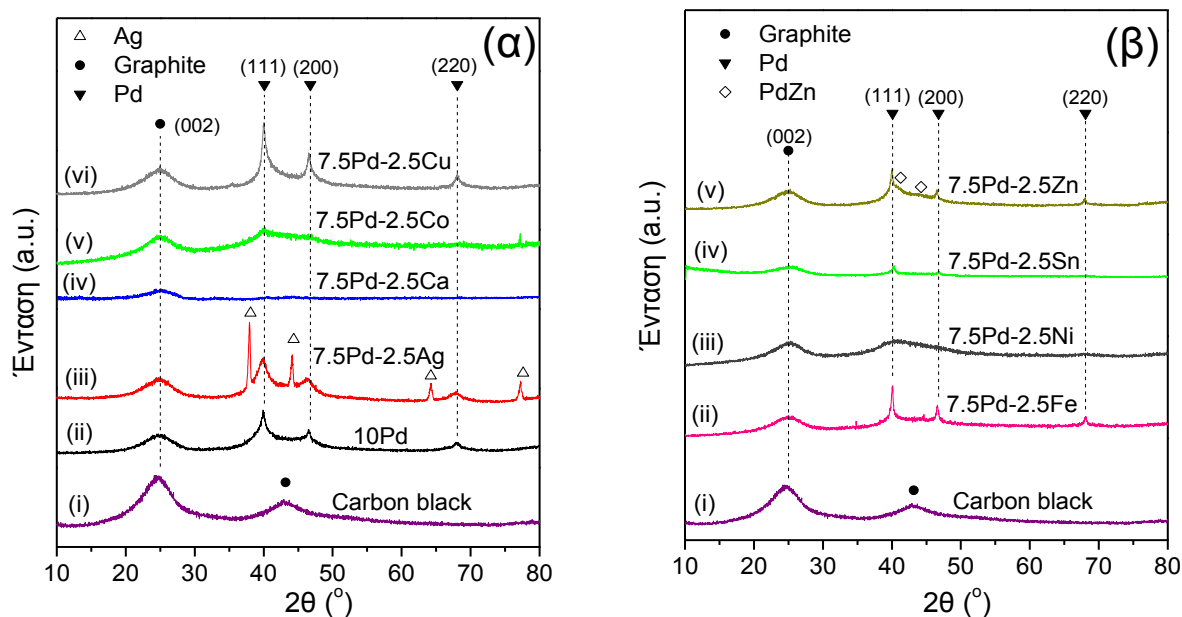 (α)
Ag
Graphite
Pd
(002)
(111)
(200)
(220)
(vi)
7.5Pd-2.5Cu
(v)
7.5Pd-2.5Co
(iv)
7.5Pd-2.5Ca
(iii)
7.5Pd-2.5Ag
(ii)
10Pd
(i)
Carbon black
Ένταση (a.u.)
10 20 30 40 50 60 70 80
2θ (°)
(β)
Graphite
Pd
PdZn
(002)
(111)
(200)
(220)
(v)
7.5Pd-2.5Zn
(iv)
7.5Pd-2.5Sn
(iii)
7.5Pd-2.5Ni
(ii)
7.5Pd-2.5Fe
(i)
Carbon black
Ένταση (a.u.)
10 20 30 40 50 60 70 80
2θ (°)